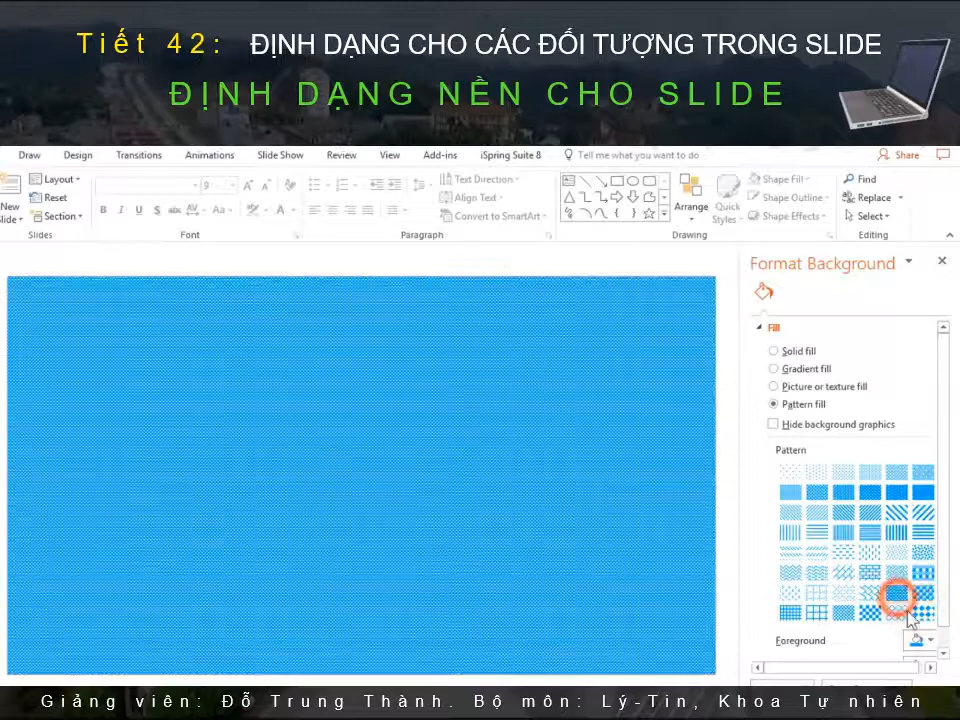 Tiết 42: ĐỊNH DẠNG CHO CÁC ĐỐI TƯỢNG TRONG SLIDE
ĐỊNH DẠNG NỀN CHO SLIDE
Draw Design Transitions Animations Slide Show Review View Add-ins iSpring Suite 8 Tell me what you want to do Share
New Slide
Layout
Reset
Section
Slides
9
B I U S abc AV Aa A
Font
Text Direction
Align Text
Convert to SmartArt
Paragraph
Arrange
Quick Styles
Shape Fill
Shape Outline
Shape Effects
Drawing
Find
Replace
Select
Editing
Format Background
Fill
Solid fill
Gradient fill
Picture or texture fill
Pattern fill
Hide background graphics
Pattern
Foreground
Giảng viên: Đỗ Trung Thành. Bộ môn: Lý-Tin, Khoa Tự nhiên